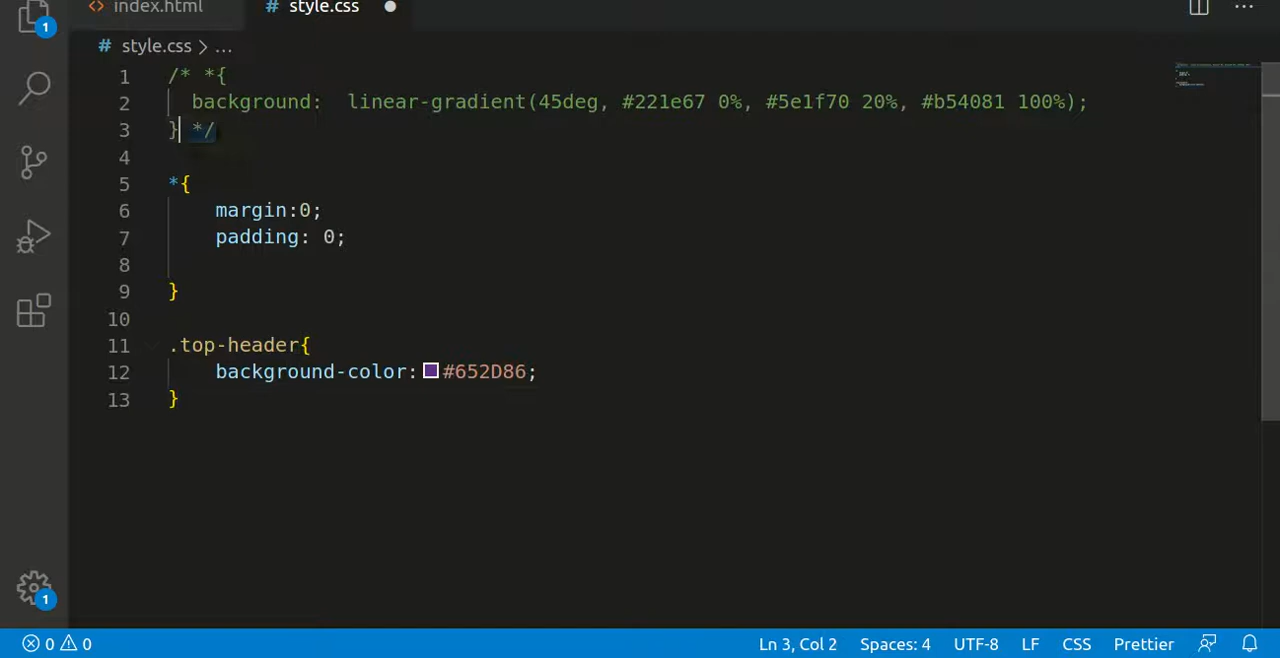 index.html style.css
style.css > ...
1 /* *{
2 background: linear-gradient(45deg, #221e67 0%, #5e1f70 20%, #b54081 100%);
3 } */
4
5 *{
6 margin:0;
7 padding: 0;
8
9 }
10
11 .top-header{
12 background-color: #652D86;
13 }
1
1
0 0 Ln 3, Col 2 Spaces: 4 UTF-8 LF CSS Prettier